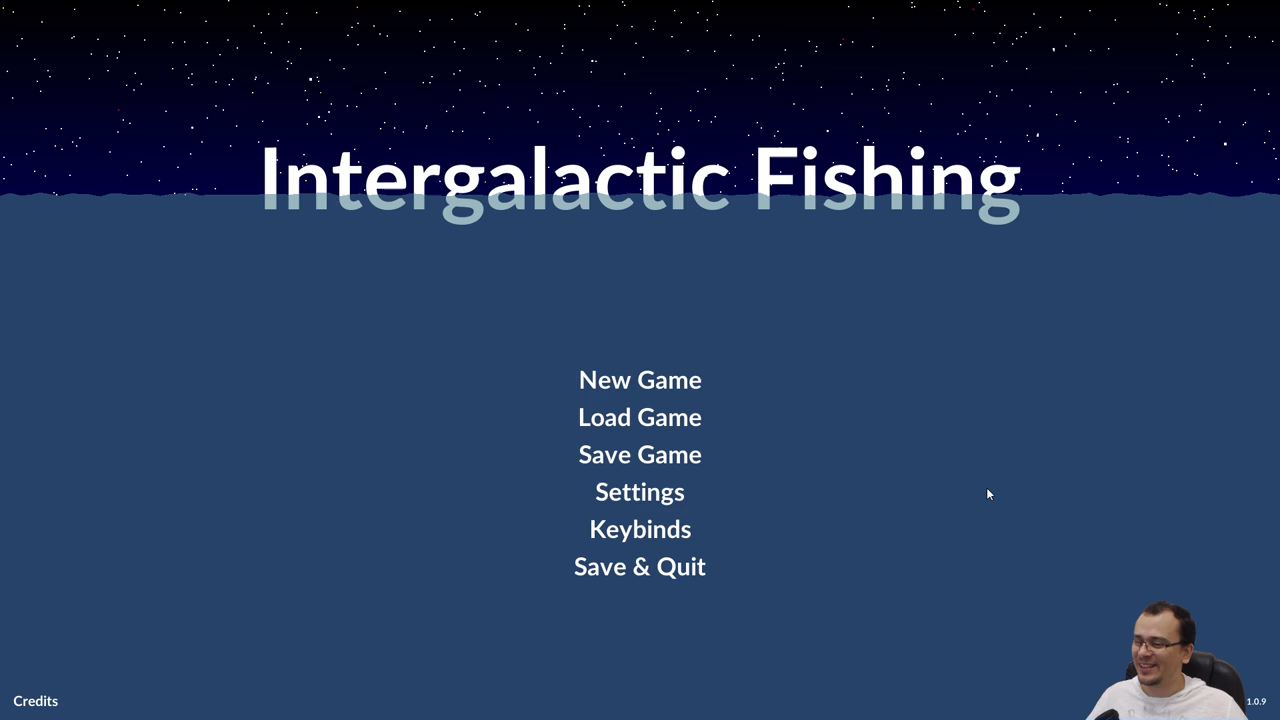 Intergalactic Fishing
New Game
Load Game
Save Game
Settings
Keybinds
Save & Quit
Credits
1.0.9